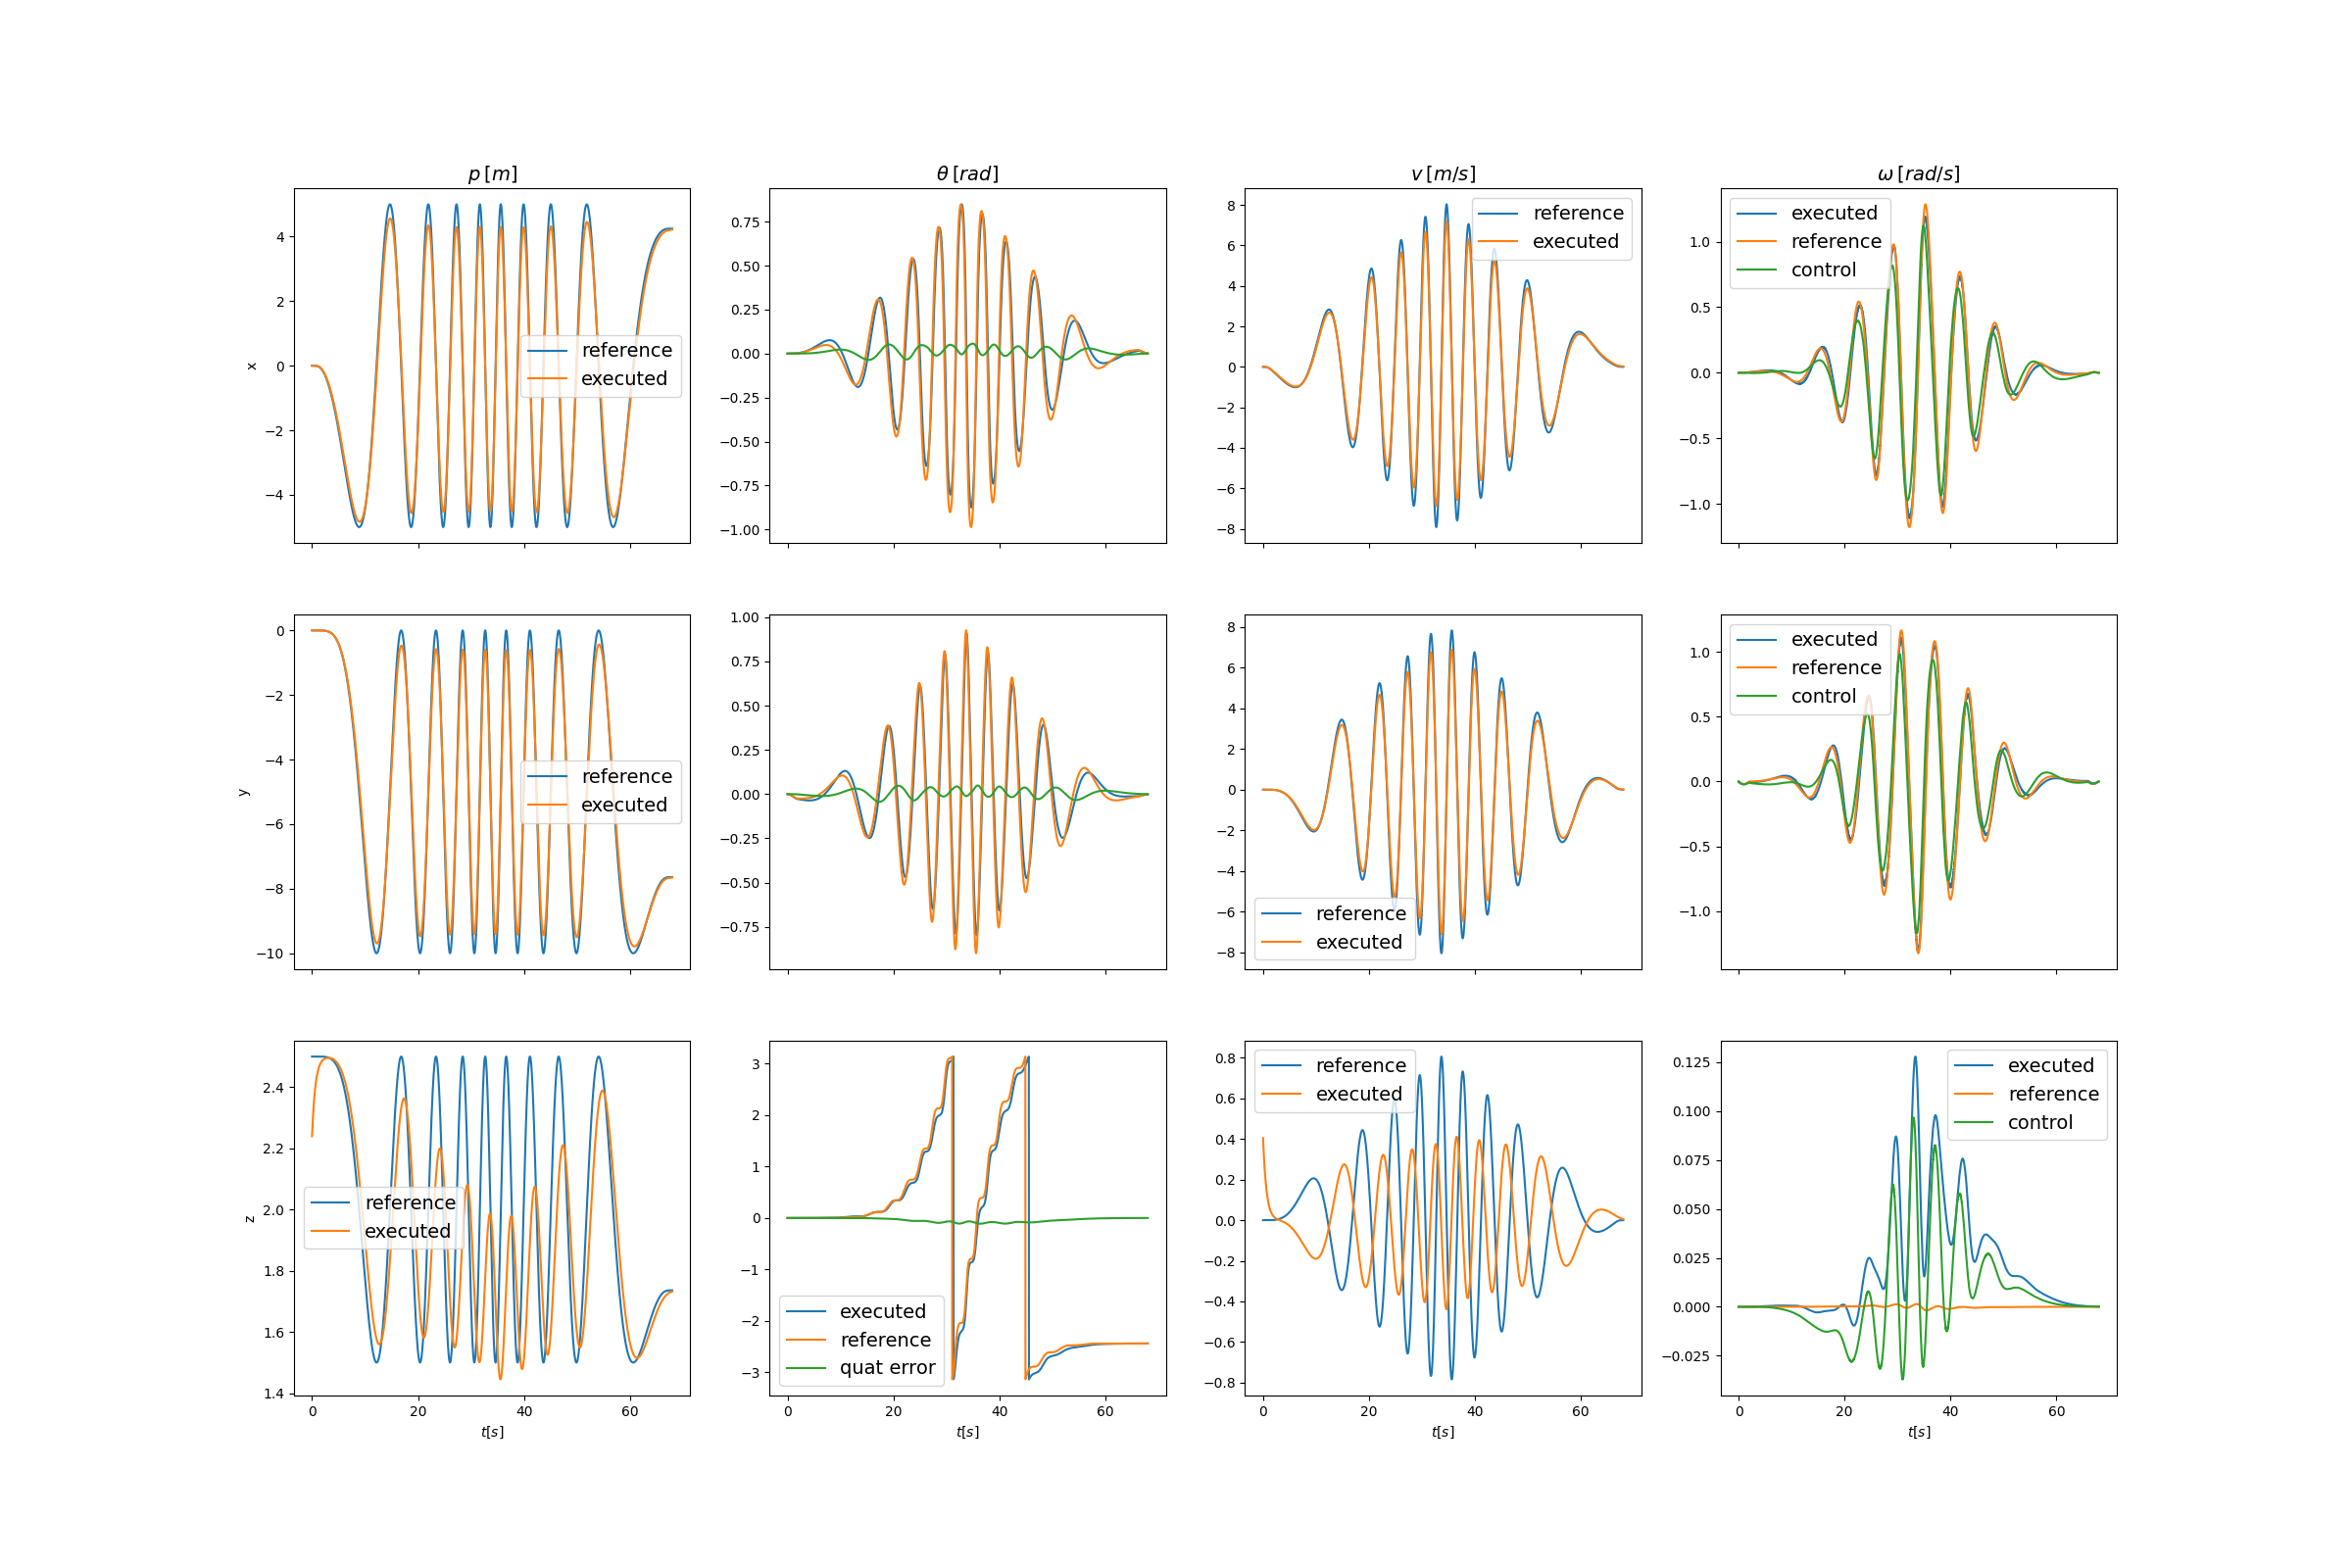 p [m]
θ [rad]
v [m/s]
ω [rad/s]
x
4
2
0
−2
−4
reference
executed
0.75
0.50
0.25
0.00
−0.25
−0.50
−0.75
−1.00
8
6
4
2
0
−2
−4
−6
−8
reference
executed
1.0
0.5
0.0
−0.5
−1.0
executed
reference
control
y
0
−2
−4
−6
−8
−10
reference
executed
1.00
0.75
0.50
0.25
0.00
−0.25
−0.50
−0.75
8
6
4
2
0
−2
−4
−6
−8
reference
executed
1.0
0.5
0.0
−0.5
−1.0
executed
reference
control
z
2.4
2.2
2.0
1.8
1.6
1.4
reference
executed
0 20 40 60
t[s]
3
2
1
0
−1
−2
−3
executed
reference
quat error
0 20 40 60
t[s]
0.8
0.6
0.4
0.2
0.0
−0.2
−0.4
−0.6
−0.8
reference
executed
0 20 40 60
t[s]
0.125
0.100
0.075
0.050
0.025
0.000
−0.025
executed
reference
control
0 20 40 60
t[s]